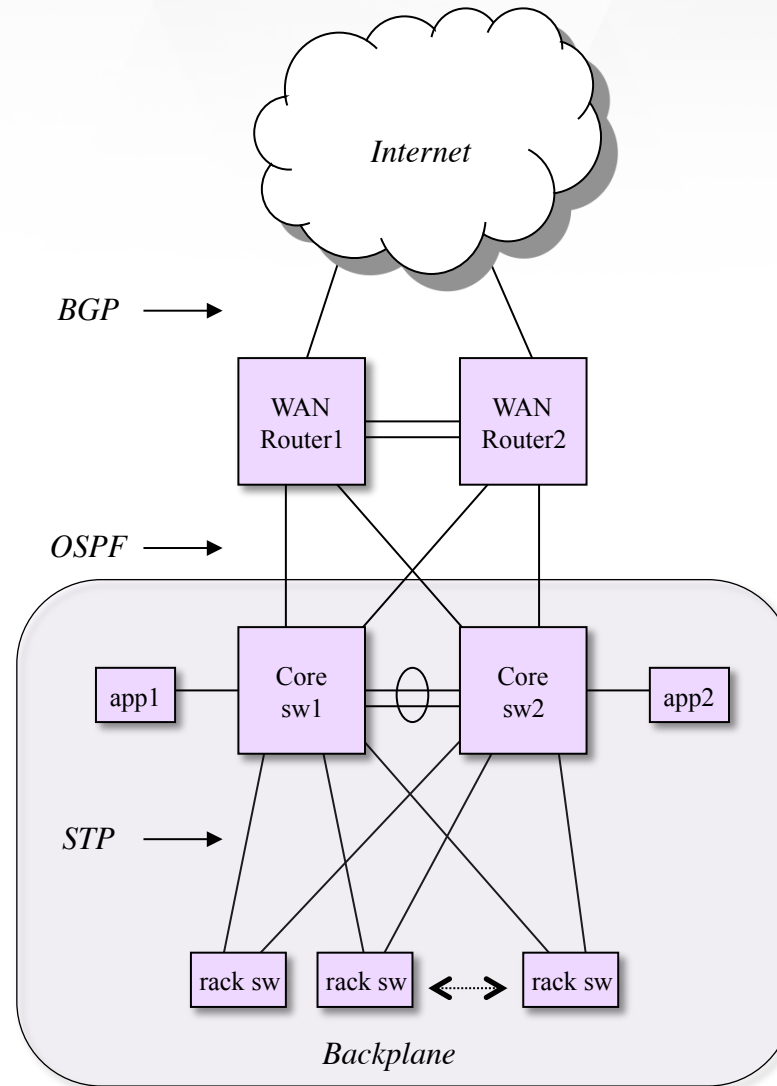 Internet
BGP
WAN
Router1
WAN
Router2
OSPF
Core
sw1
Core
sw2
app1
app2
STP
rack sw
rack sw
rack sw
Backplane